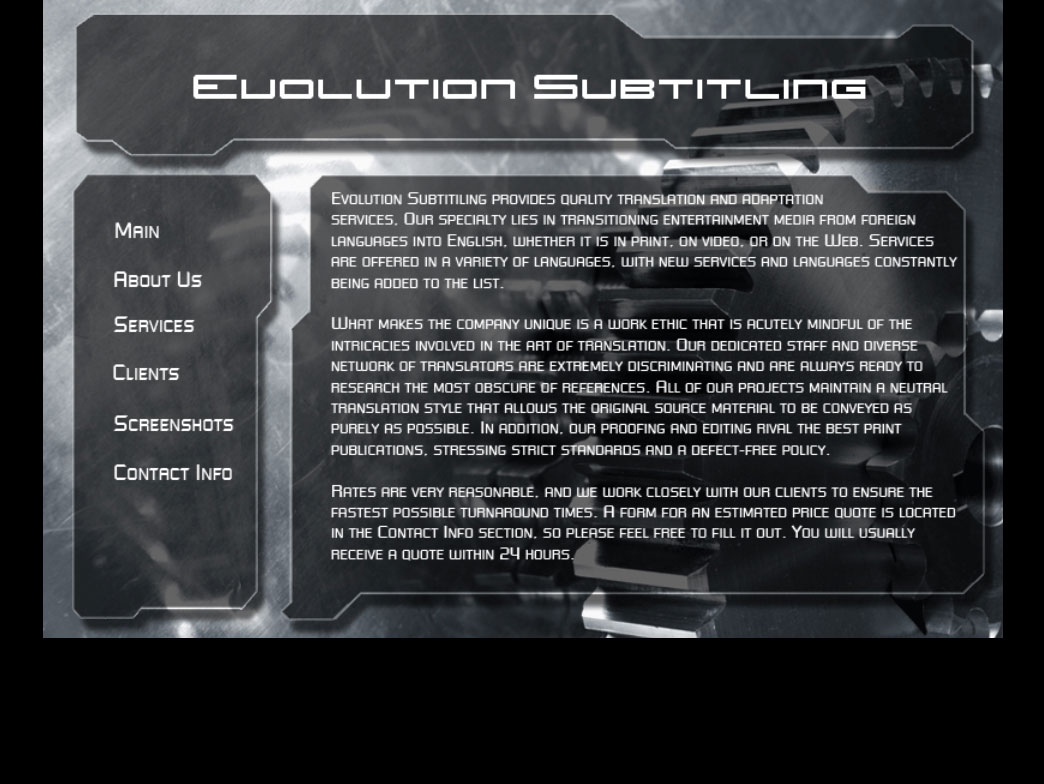 Evolution Subtitling
Main
About Us
Services
Clients
Screenshots
Contact Info
Evolution Subtitiling provides quality translation and adaptation
services. Our specialty lies in transitioning entertainment media from foreign
languages into English, whether it is in print, on video, or on the Web. Services
are offered in a variety of languages, with new services and languages constantly
being added to the list.
What makes the company unique is a work ethic that is acutely mindful of the
intricacies involved in the art of translation. Our dedicated staff and diverse
network of translators are extremely discriminating and are always ready to
research the most obscure of references. All of our projects maintain a neutral
translation style that allows the original source material to be conveyed as
purely as possible. In addition, our proofing and editing rival the best print
publications, stressing strict standards and a defect-free policy.
Rates are very reasonable, and we work closely with our clients to ensure the
fastest possible turnaround times. A form for an estimated price quote is located
in the Contact Info section, so please feel free to fill it out. You will usually
receive a quote within 24 hours.